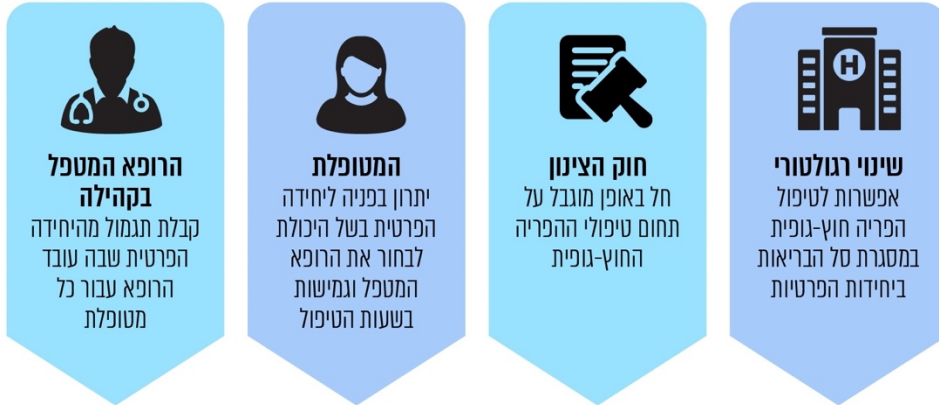 שינוי רגולטורי
אפשרות לטיפול
הפריה חוץ-גופית
במסגרת סל הבריאות
ביחידות הפרטיות
חוק הצינון
חל באופן מוגבל על
תחום טיפולי ההפריה
החוץ-גופית
המטופלת
יתרון בפניה ליחידה
הפרטית בשל היכולת
לבחור את הרופא
המטפל וגמישות
בשעות הטיפול
הרופא המטפל
בקהילה
קבלת תגמול מהיחידה
הפרטית שבה עובד
הרופא עבור כל
מטופלת